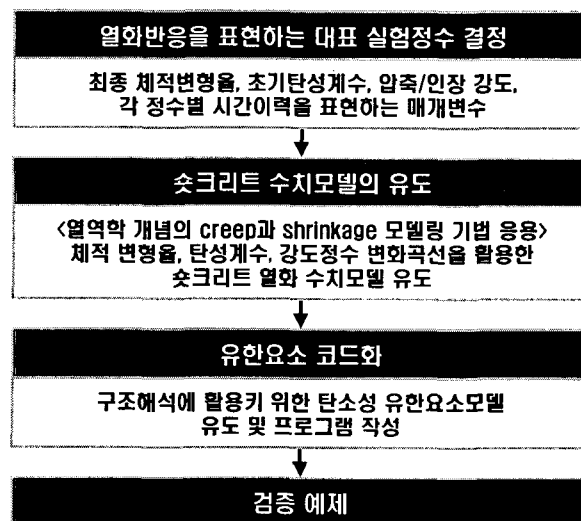 열화반응을 표현하는 대표 실험정수 결정
최종 체적변형율, 초기탄성계수, 압축/인장 강도,
각 정수별 시간이력을 표현하는 매개변수
숏크리트 수치모델의 유도
<열역학 개념의 creep과 shrinkage 모델링 기법 응용>
체적 변형율, 탄성계수, 강도정수 변화곡선을 활용한
숏크리트 열화 수치모델 유도
유한요소 코드화
구조해석에 활용키 위한 탄소성 유한요소모델
유도 및 프로그램 작성
검증 예제